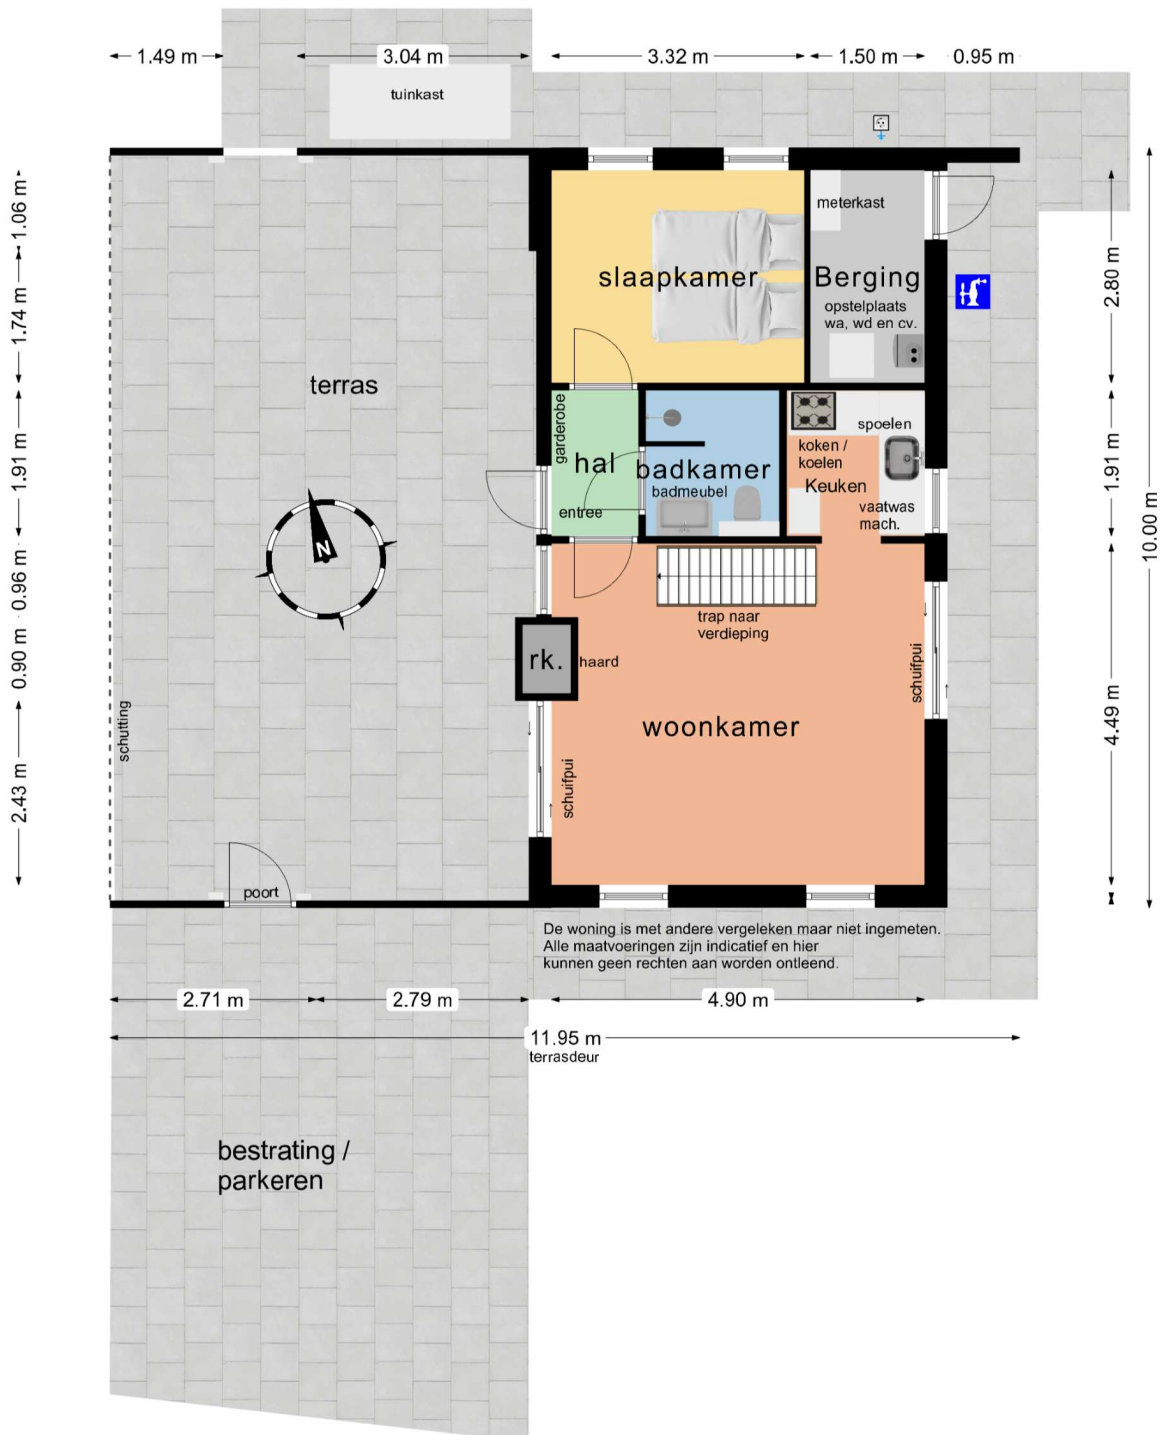 1.49 m
3.04 m
3.32 m
1.50 m
0.95 m
tuinkast
1.06 m
1.74 m
1.91 m
0.96 m
0.90 m
2.43 m
meterkast
slaapkamer
Berging
opstelplaats
wa, wd en cv.
2.80 m
terras
garderobe
hal
entree
badkamer
badmeubel
spoelen
koken /
koelen
Keuken
vaatwas
mach.
1.91 m
10.00 m
N
trap naar
verdieping
rk.
haard
schuifpui
woonkamer
4.49 m
schutting
schuifpui
poort
De woning is met andere vergeleken maar niet ingemeten.
Alle maatvoeringen zijn indicatief en hier
kunnen geen rechten aan worden ontleend.
2.71 m
2.79 m
4.90 m
11.95 m
terrasdeur
bestrating /
parkeren